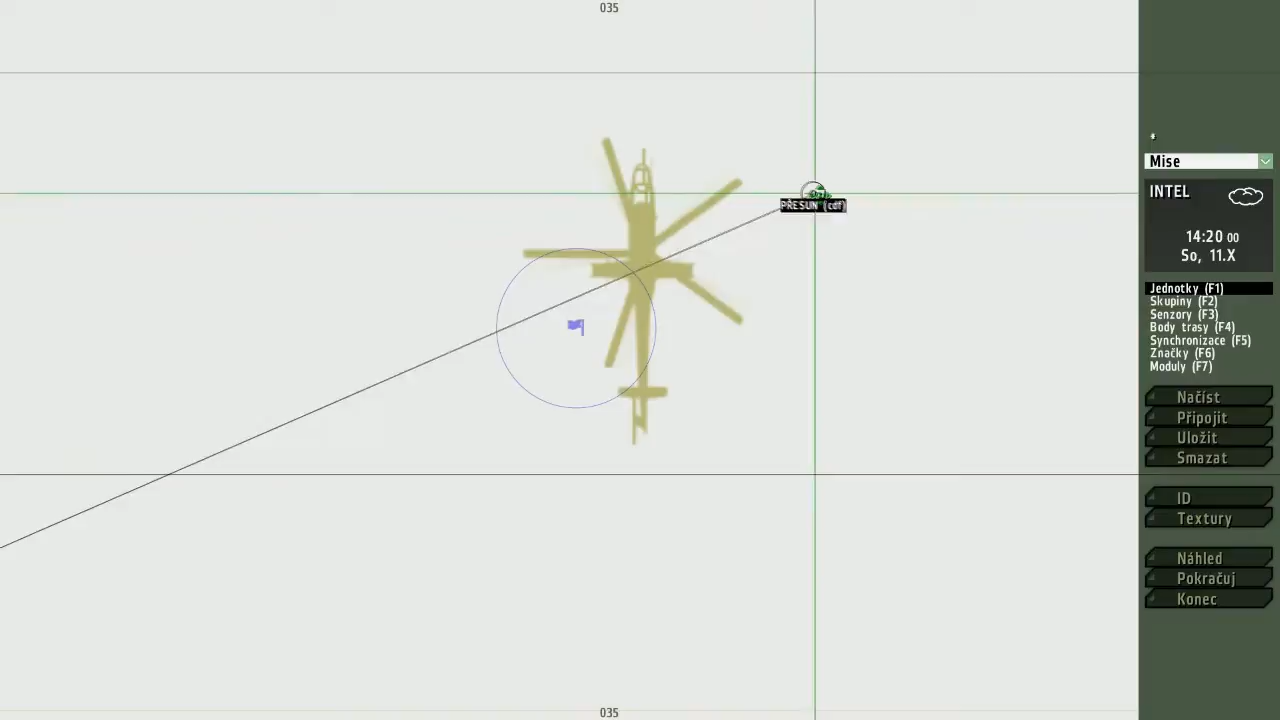 035
Mise
INTEL
14:20 00
So, 11.X
PŘESUN (cdf)
Jednotky (F1)
Skupiny (F2)
Senzory (F3)
Body trasy (F4)
Synchronizace (F5)
Značky (F6)
Moduly (F7)
Načíst
Připojit
Uložit
Smazat
ID
Textury
Náhled
Pokračuj
Konec
035